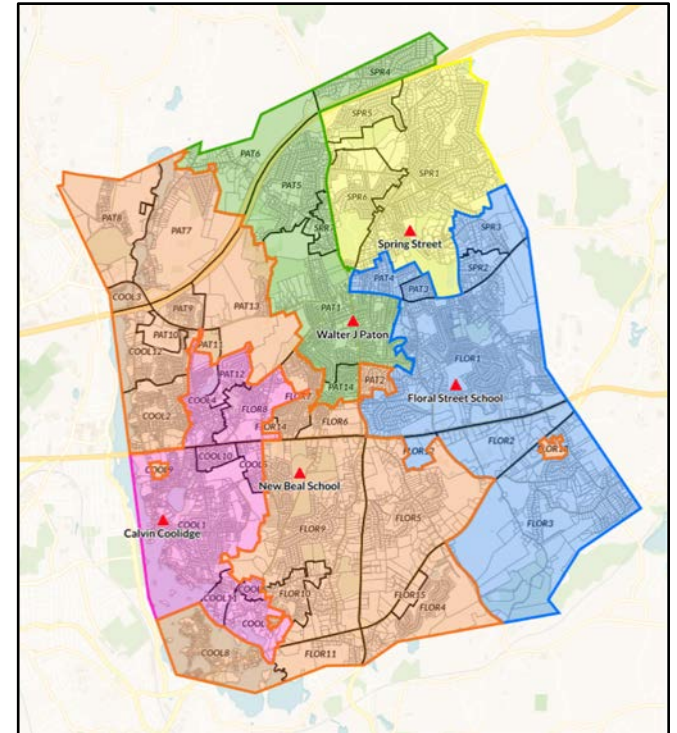 SPR4
SPR5
PAT6
PAT5
SPR1
SPR6
PAT8
PAT7
SPR3
Spring Street
SPR2
PAT4
PAT3
COOL3
PAT13
PAT9
PAT1
Walter J Paton
PAT10
PAT11
COOL12
FLOR1
PAT12
PAT2
PAT14
Floral Street School
COOL4
FLOR8
COOL2
FLOR6
FLOR14
FLOR2
COOL10
COOL9
New Beal School
COOL1
Calvin Coolidge
FLOR9
FLOR5
FLOR3
FLOR10
FLOR15
FLOR4
COOL8
FLOR11